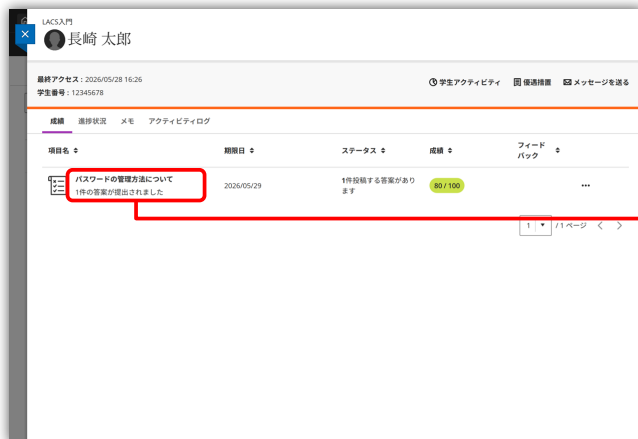 LACS入門
長崎 太郎
最終アクセス : 2026/05/28 16:26
学生番号 : 12345678
学生アクティビティ 優遇措置 メッセージを送る
成績 進捗状況 メモ アクティビティログ
項目名 期限日 ステータス 成績 フィード
バック
パスワードの管理方法について
1件の答案が提出されました
2026/05/29
1件投稿する答案があり
ます
80 / 100
1 / 1 ページ